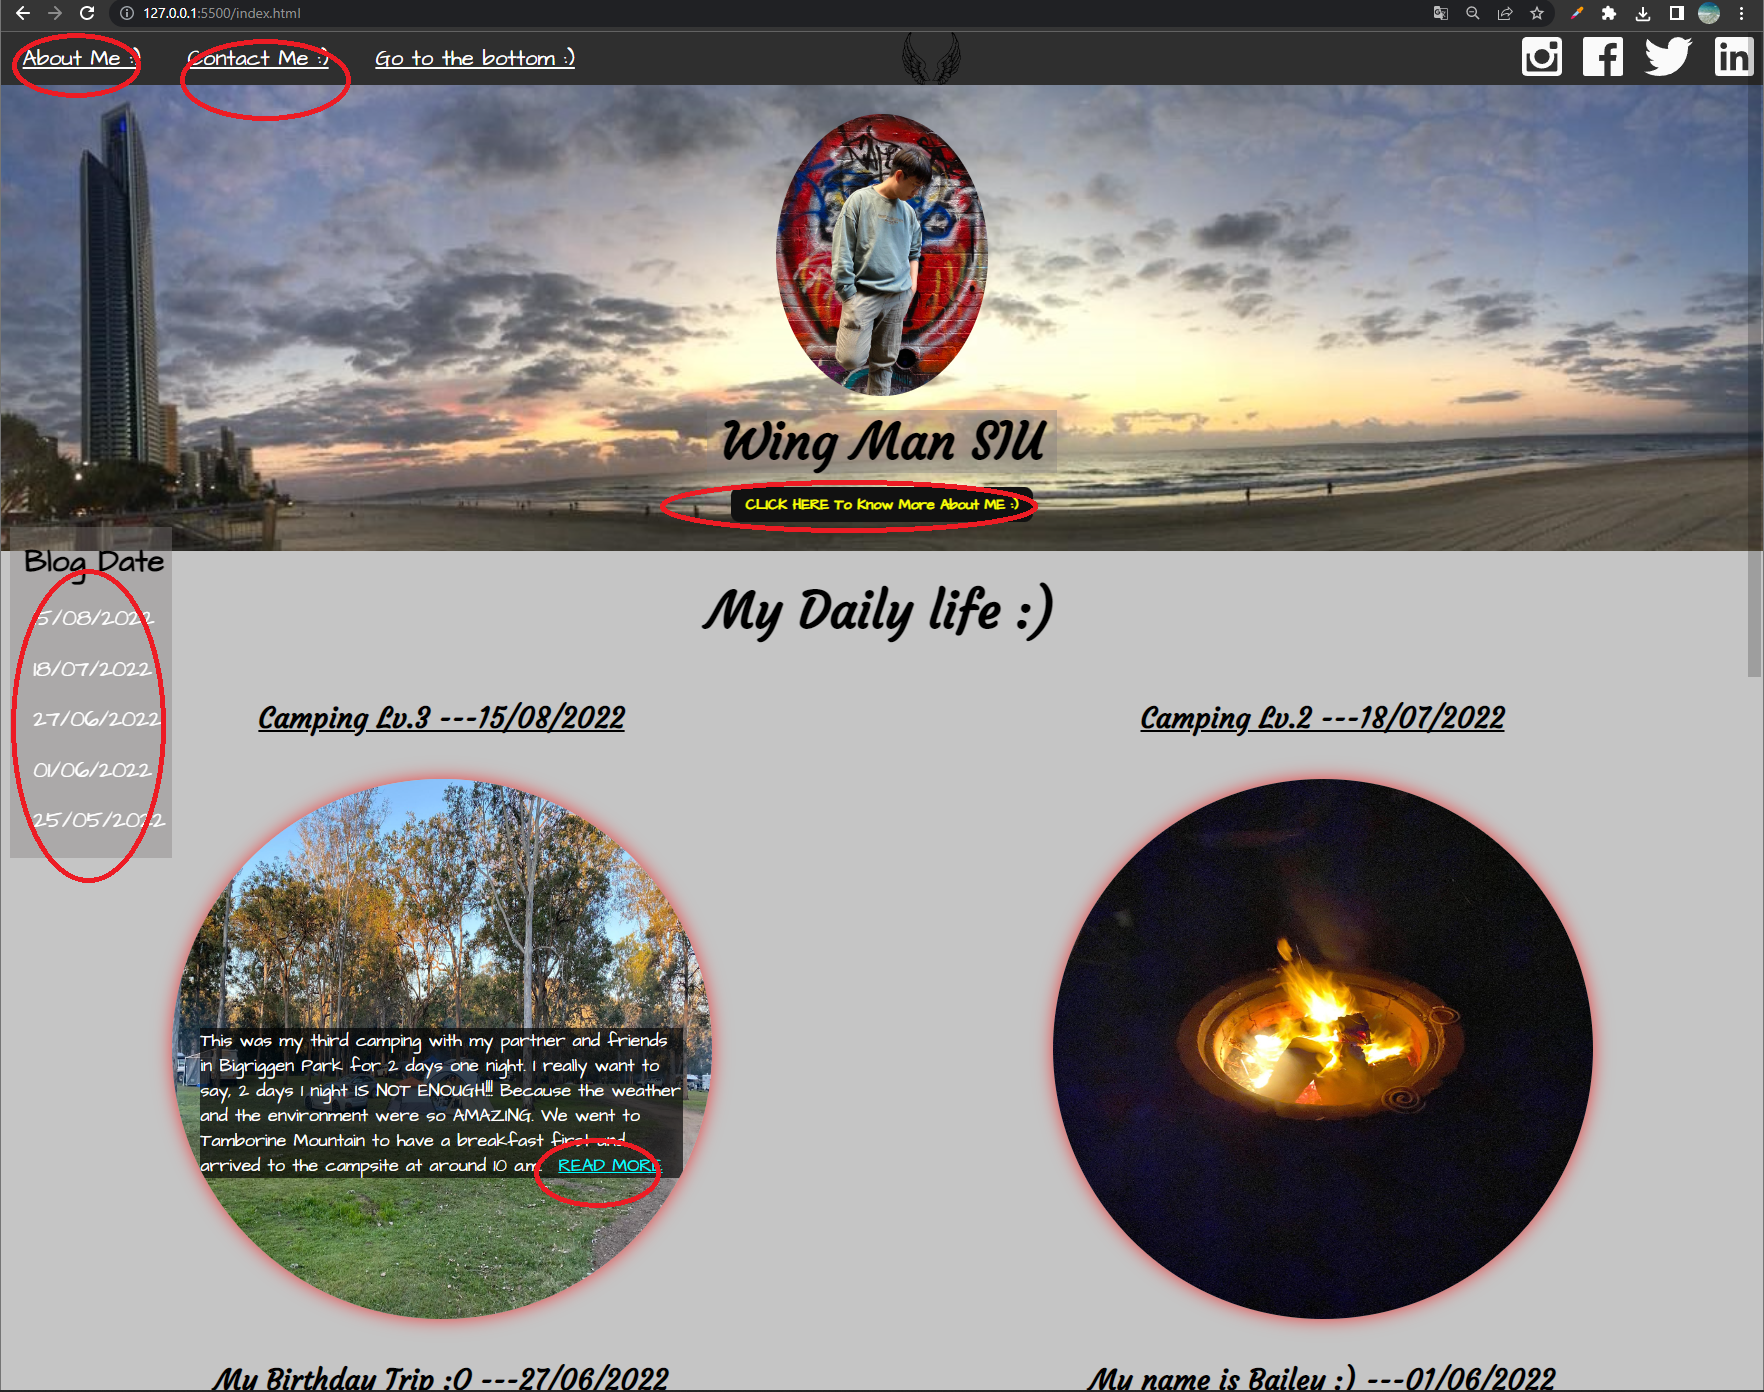 127.0.0.1:5500/index.html
About Me :)
Contact Me :)
Go to the bottom :)
Wing Man SIU
CLICK HERE To Know More About ME :)
Blog Date
15/08/2022
18/07/2022
27/06/2022
01/06/2022
25/05/2022
My Daily life :)
Camping Lv.3 ---15/08/2022
Camping Lv.2 ---18/07/2022
This was my third camping with my partner and friends
in Bigriggen Park for 2 days one night. I really want to
say, 2 days 1 night IS NOT ENOUGH!!! Because the weather
and the environment were so AMAZING. We went to
Tamborine Mountain to have a breakfast first and
arrived to the campsite at around 10 a.m. READ MORE
My Birthday Trip :O ---27/06/2022
My name is Bailey :) ---01/06/2022